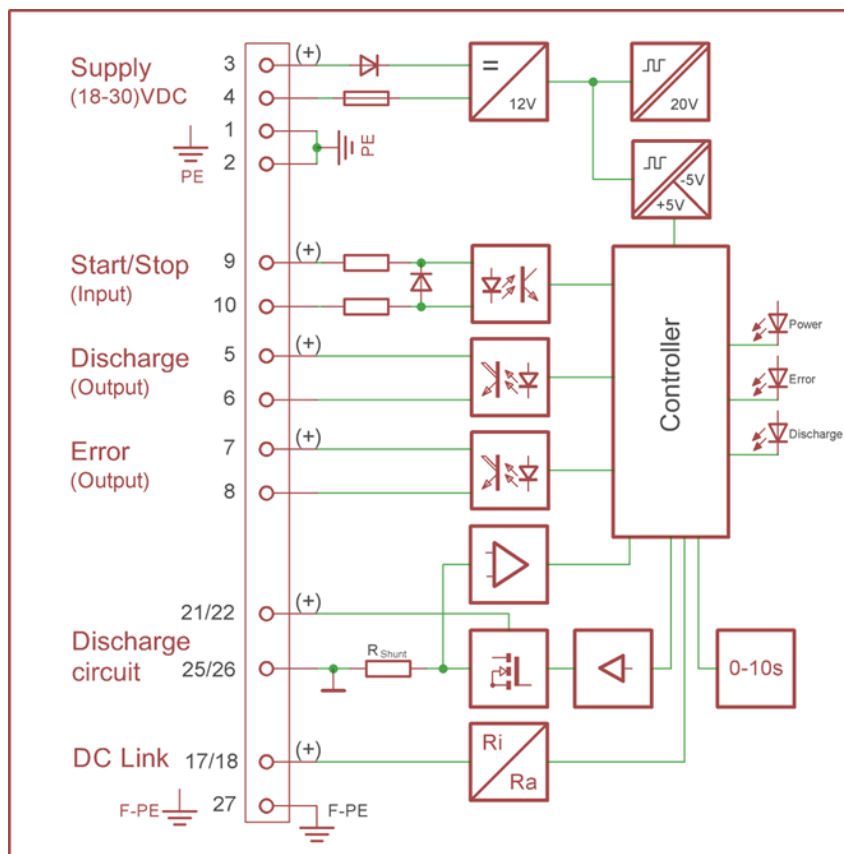 Supply
(18-30)VDC
3
(+)
4
1
2
PE
PE
=
12V
20V
-5V
+5V
Start/Stop
(Input)
9
(+)
10
Discharge
(Output)
5
(+)
6
Error
(Output)
7
(+)
8
Controller
Power
Error
Discharge
21/22
(+)
Discharge
circuit
25/26
RShunt
0-10s
DC Link
17/18
(+)
Ri
Ra
F-PE
27
F-PE